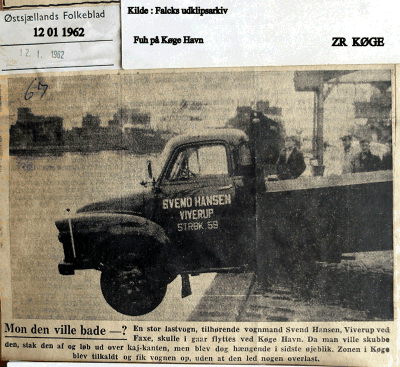 Østsjællands Folkeblad
12 01 1962
12. 1. 1962
Kilde : Falcks udklipsarkiv
Fuh på Køge Havn
ZR KØGE
67
SVEND HANSEN
VIVERUP
STRØK. 59
Mon den ville bade —? En stor lastvogn, tilhørende vognmand Svend Hansen, Viverup ved
Faxe, skulle i gaar flyttes ved Køge Havn. Da man ville skubbe
den, stak den af og løb ud over kaj-kanten, men blev dog hængende i sidste øjeblik. Zonen i Køge
blev tilkaldt og fik vognen op, uden at den led nogen overlast.